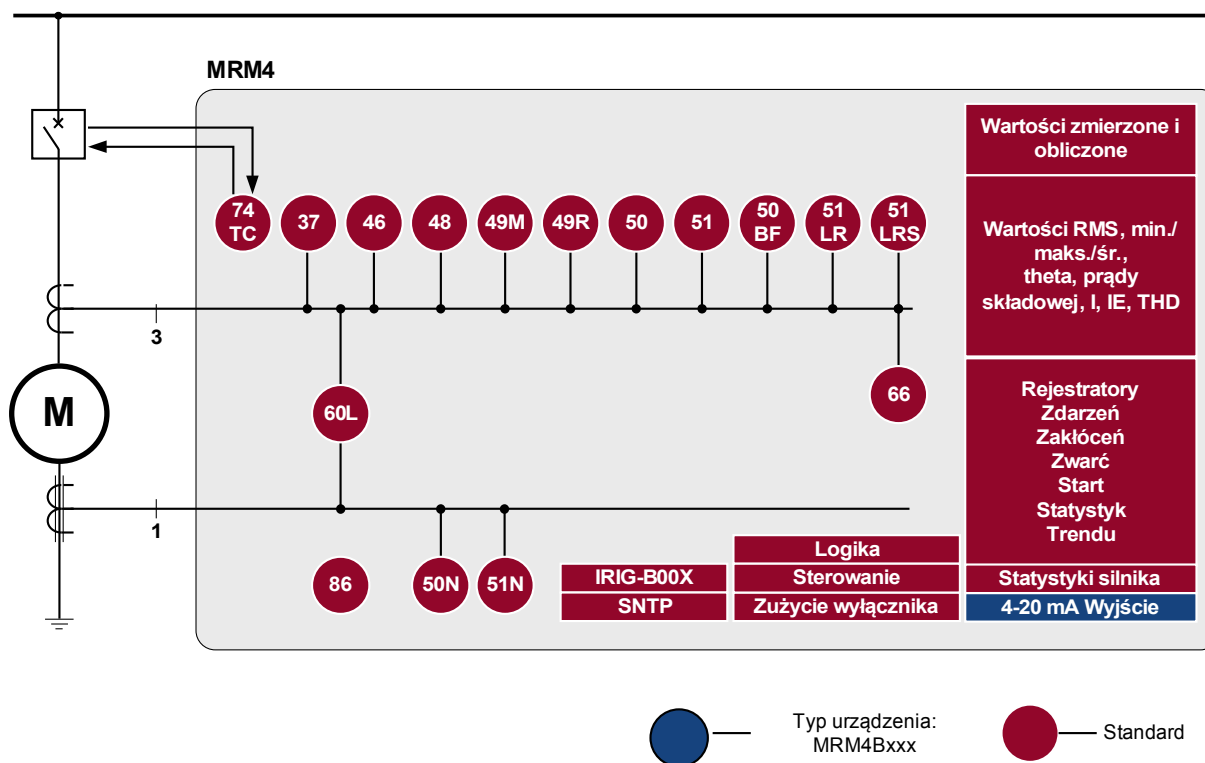 MRM4
74
TC
37
46
48
49M
49R
50
51
50
BF
51
LR
51
LRS
Wartości zmierzone i
obliczone
Wartości RMS, min./
maks./śr.,
theta, prądy
składowej, I, IE, THD
3
66
60L
M
Rejestratory
Zdarzeń
Zakłóceń
Zwarć
Start
Statystyk
Trendu
1
86
50N
51N
Logika
IRIG-B00X
Sterowanie
Statystyki silnika
SNTP
Zużycie wyłącznika
4-20 mA Wyjście
Typ urządzenia:
MRM4Bxxx
Standard